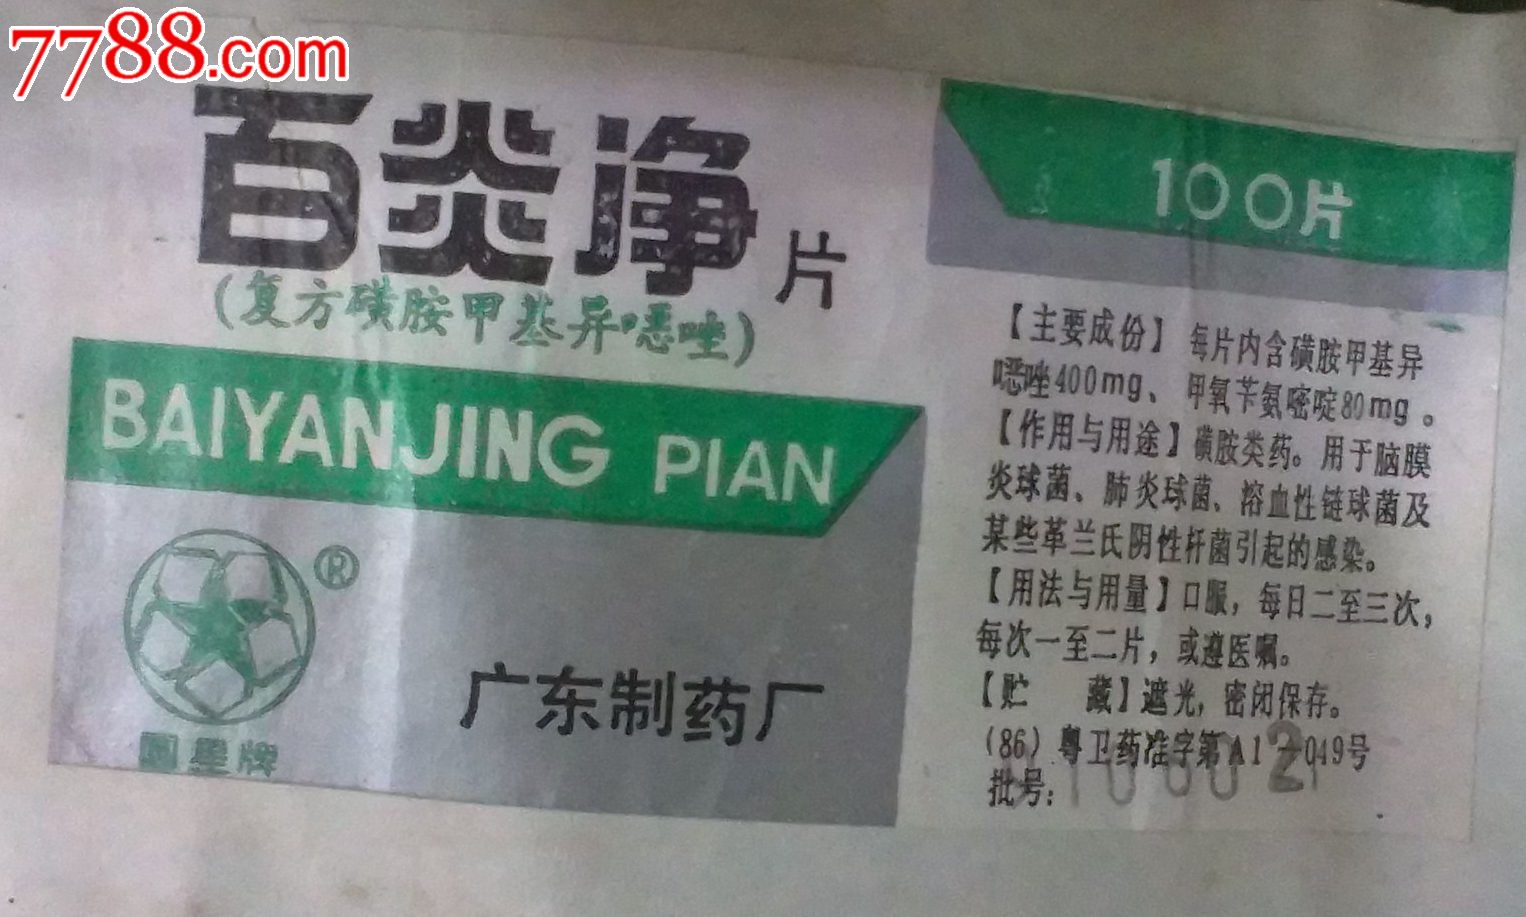 7788.com
百炎净片
(复方磺胺甲基异噁唑)
BAIYANJING PIAN
®
星牌
广东制药厂
100片
【主要成份】 每片内含磺胺甲基异
噁唑400mg、甲氧苄氨嘧啶80mg。
【作用与用途】磺胺类药。用于脑膜
炎球菌、肺炎球菌、溶血性链球菌及
某些革兰氏阴性杆菌引起的感染。
【用法与用量】口服，每日二至三次，
每次一至二片，或遵医嘱。
【贮 藏】遮光，密闭保存。
(86)粤卫药准字第A1-049号
批号：